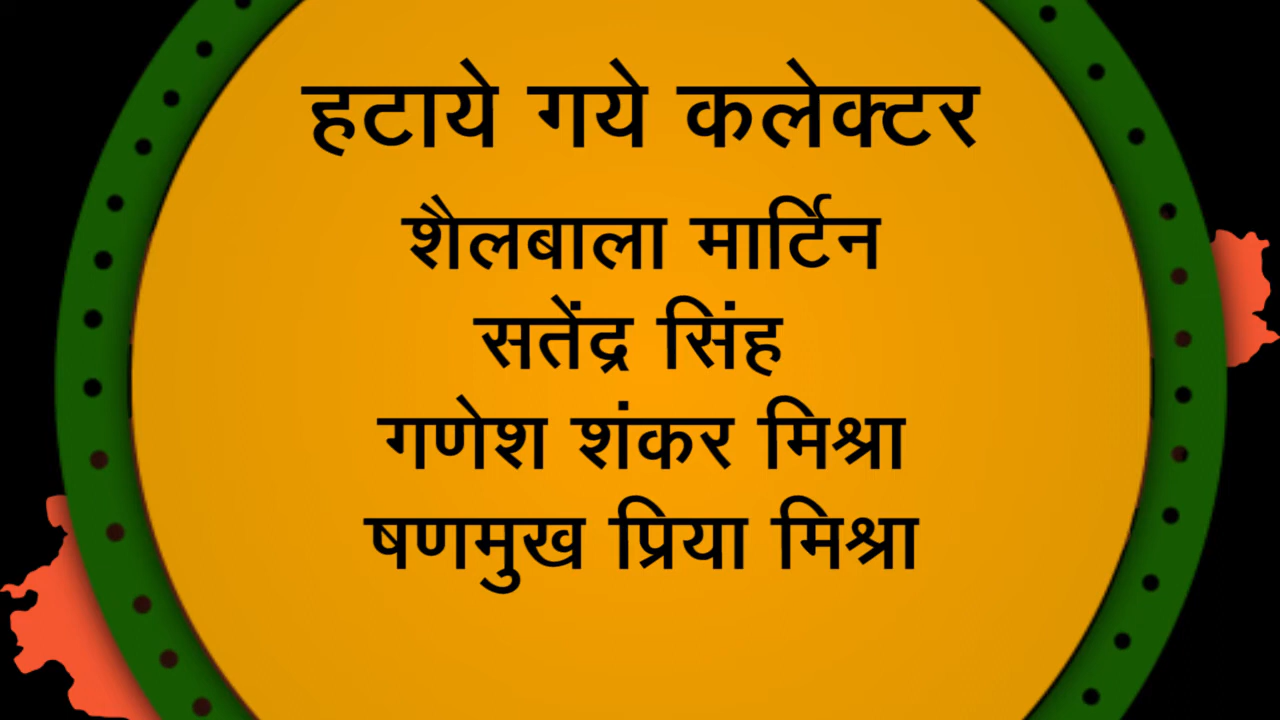 हटाये गये कलेक्टर
शैलबाला मार्टिन
सतेंद्र सिंह
गणेश शंकर मिश्रा
षणमुख प्रिया मिश्रा